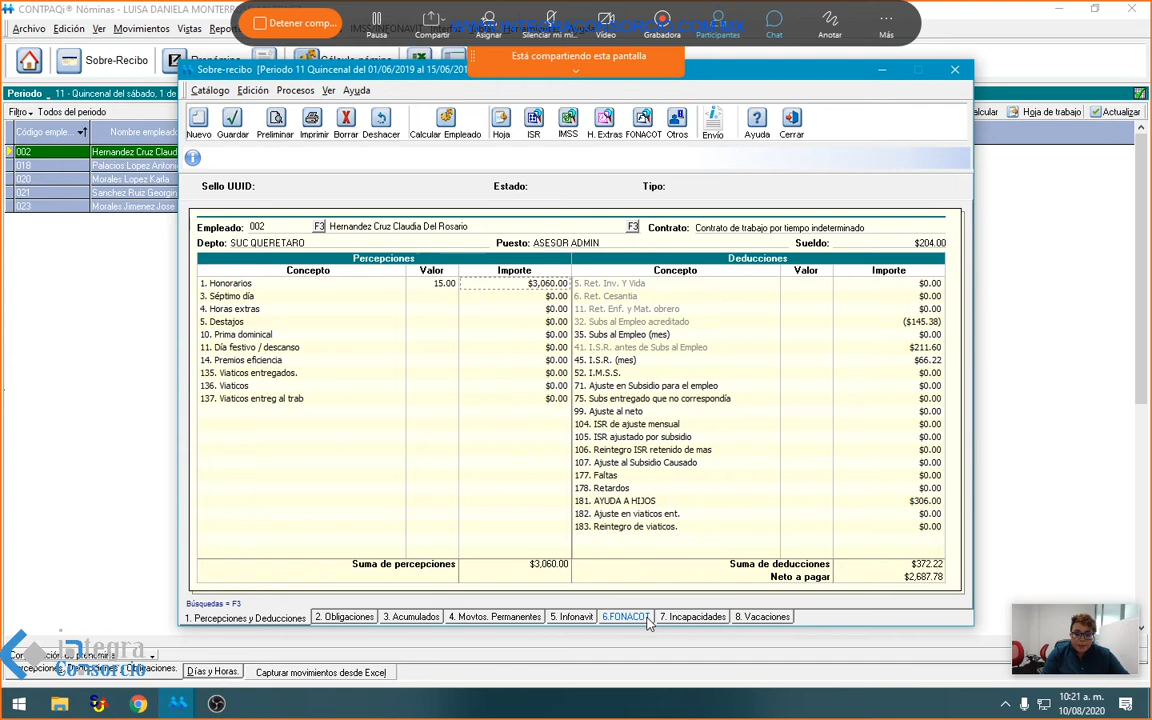 CONTPAQi® Nóminas - LUISA DANIELA MONTERR
Archivo Edición Ver Movimientos Vistas Report
WWW.INTEGRACONSORCIO.COM.MX
Detener comp...
Pausa Compartir Asignar Silenciar mi mi... Vídeo Grabadora Participantes Chat Anotar Más
Está compartiendo esta pantalla
Sobre-recibo
Periodo 11 - Quincenal del sábado, 1 de
Filtro Todos del periodo
Hoja de trabajo Actualizar
Código emple... Nombre empleado
002 Hernandez Cruz Claud
018 Palacios Lopez Antonio
020 Morales Lopez Karla
021 Sanchez Ruiz Georgin
023 Morales Jimenez Jose
Sobre-recibo [Periodo 11 Quincenal del 01/06/2019 al 15/06/201
Catálogo Edición Procesos Ver Ayuda
Nuevo Guardar Preliminar Imprimir Borrar Deshacer Calcular Empleado Hoja ISR IMSS H. Extras FONACOT Otros Envío Ayuda Cerrar
Sello UUID: Estado: Tipo:
Empleado: 002 F3 Hernandez Cruz Claudia Del Rosario F3 Contrato: Contrato de trabajo por tiempo indeterminado
Depto: SUC QUERETARO Puesto: ASESOR ADMIN Sueldo: $204.00
Percepciones Deducciones
Concepto Valor Importe Concepto Valor Importe
1. Honorarios 15.00 $3,060.00 5. Ret. Inv. Y Vida $0.00
3. Séptimo día $0.00 6. Ret. Cesantia $0.00
4. Horas extras $0.00 11. Ret. Enf. y Mat. obrero $0.00
5. Destajos $0.00 32. Subs al Empleo acreditado ($145.38)
10. Prima dominical $0.00 35. Subs al Empleo (mes) $0.00
11. Día festivo / descanso $0.00 41. I.S.R. antes de Subs al Empleo $211.60
14. Premios eficiencia $0.00 45. I.S.R. (mes) $66.22
135. Viaticos entregados. $0.00 52. I.M.S.S. $0.00
136. Viaticos $0.00 71. Ajuste en Subsidio para el empleo $0.00
137. Viaticos entreg al trab $0.00 75. Subs entregado que no correspondía $0.00
99. Ajuste al neto $0.00
104. ISR de ajuste mensual $0.00
105. ISR ajustado por subsidio $0.00
106. Reintegro ISR retenido de mas $0.00
107. Ajuste al Subsidio Causado $0.00
177. Faltas $0.00
178. Retardos $0.00
181. AYUDA A HIJOS $306.00
182. Ajuste en viaticos ent. $0.00
183. Reintegro de viaticos. $0.00
Suma de percepciones $3,060.00 Suma de deducciones $372.22
Neto a pagar $2,687.78
Búsquedas = F3
1. Percepciones y Deducciones 2. Obligaciones 3. Acumulados 4. Movtos. Permanentes 5. Infonavit 6.FONACOT 7. Incapacidades 8. Vacaciones
integra
Consorcio
Días y Horas. Capturar movimientos desde Excel
10:21 a. m.
10/08/2020